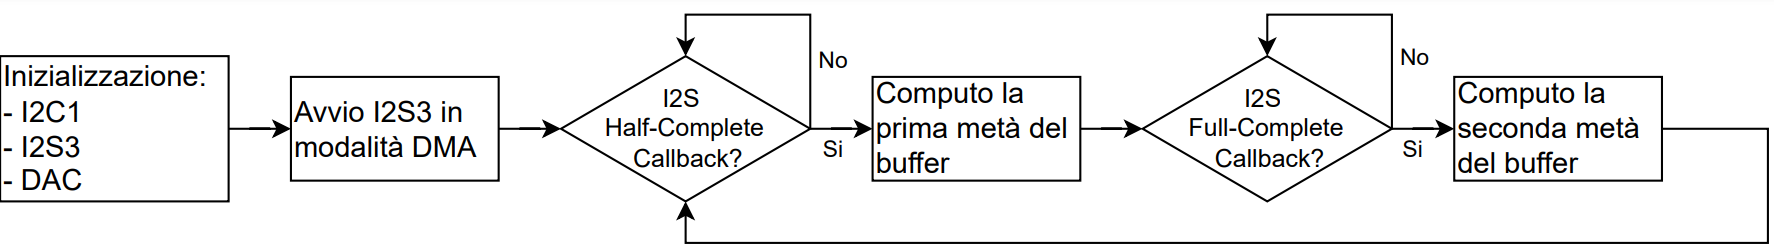 Inizializzazione:
- I2C1
- I2S3
- DAC
Avvio I2S3 in
modalità DMA
I2S
Half-Complete
Callback?
No
Si
Computo la
prima metà del
buffer
I2S
Full-Complete
Callback?
No
Si
Computo la
seconda metà
del buffer